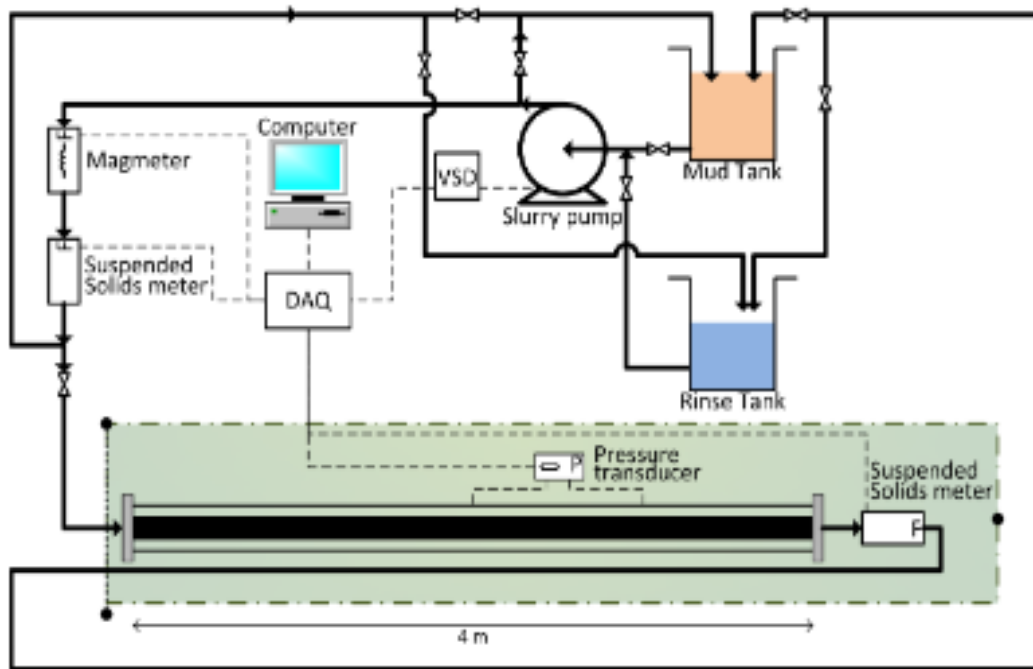 Computer
Magmeter
VSD
Mud Tank
Slurry pump
Suspended
Solids meter
F
DAQ
Rinse Tank
Pressure
transducer
P
Suspended
Solids meter
F
4 m